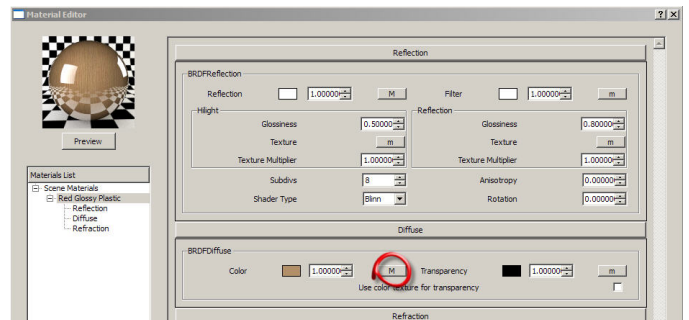 Material Editor
Preview
Materials List
Scene Materials
Red Glossy Plastic
Reflection
Diffuse
Refraction
Reflection
BRDFReflection
Reflection 1.00000 M Filter 1.00000 m
Hilight Reflection
Glossiness 0.50000 Glossiness 0.80000
Texture m Texture m
Texture Multiplier 1.00000 Texture Multiplier 1.00000
Subdivs 8 Anisotropy 0.00000
Shader Type Blinn Rotation 0.00000
Diffuse
BRDFDiffuse
Color 1.00000 M Transparency 1.00000 m
Use color texture for transparency
Refraction